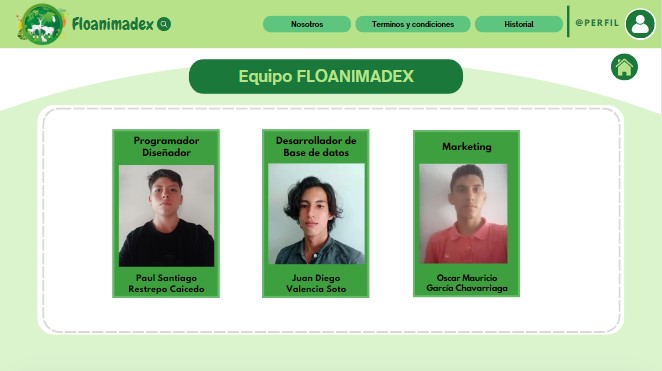 Floanimadex
Nosotros
Terminos y condiciones
Historial
@PERFIL
Equipo FLOANIMADEX
Programador
Diseñador
Paul Santiago
Restrepo Caicedo
Desarrollador de
Base de datos
Juan Diego
Valencia Soto
Marketing
Oscar Mauricio
García Chavarriaga